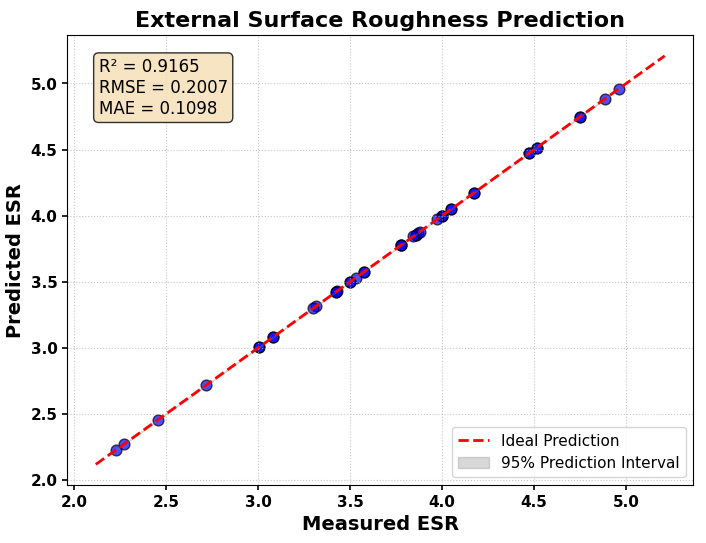 External Surface Roughness Prediction
R² = 0.9165
RMSE = 0.2007
MAE = 0.1098
Predicted ESR
5.0
4.5
4.0
3.5
3.0
2.5
2.0
Ideal Prediction
95% Prediction Interval
2.0 2.5 3.0 3.5 4.0 4.5 5.0
Measured ESR